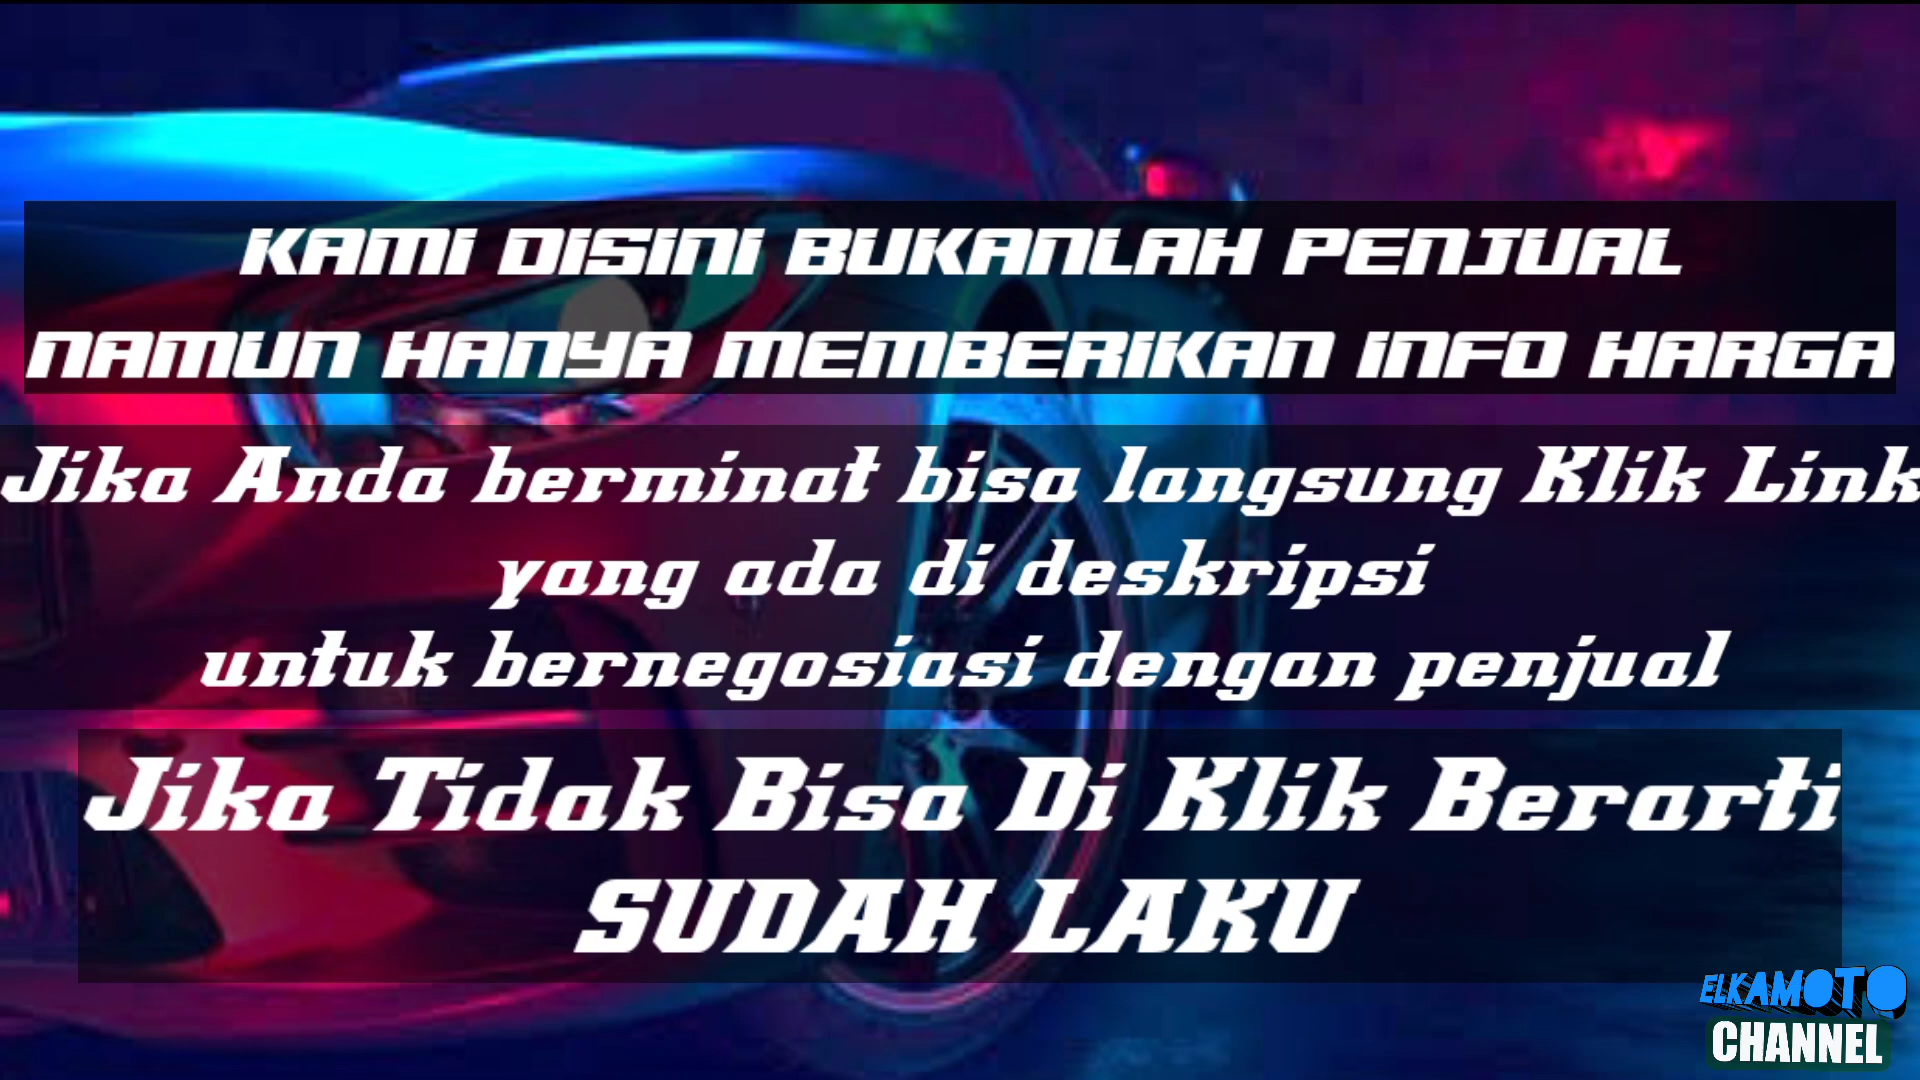 KAMI DISINI BUKANLAH PENJUAL
NAMUN HANYA MEMBERIKAN INFO HARGA
Jika Anda berminat bisa langsung Klik Link
yang ada di deskripsi
untuk bernegosiasi dengan penjual
Jika Tidak Bisa Di Klik Berarti
SUDAH LAKU
ELKAMOTO
CHANNEL